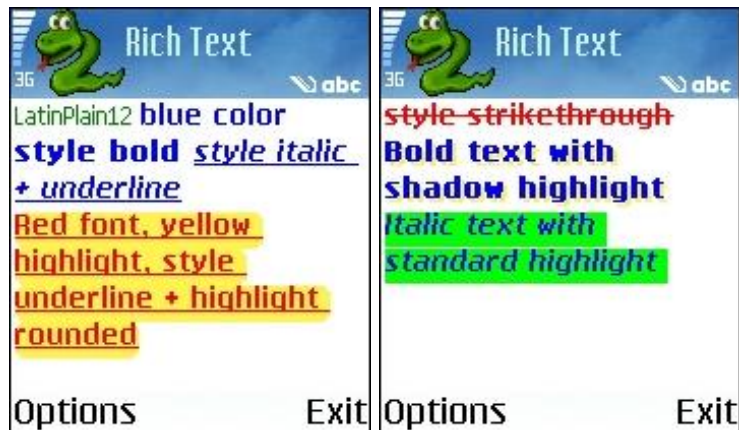 Rich Text
3G
abc
LatinPlain12 blue color
style bold style italic
+ underline
Red font, yellow
highlight, style
underline + highlight
rounded
Options Exit
Rich Text
3G
abc
style strikethrough
Bold text with
shadow highlight
Italic text with
standard highlight
Options Exit